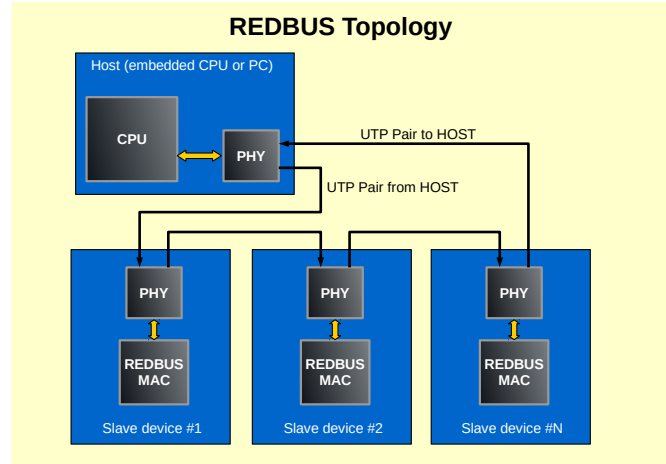 REDBUS Topology
Host (embedded CPU or PC)
CPU
PHY
UTP Pair to HOST
UTP Pair from HOST
PHY
PHY
PHY
REDBUS
MAC
REDBUS
MAC
REDBUS
MAC
Slave device #1
Slave device #2
Slave device #N